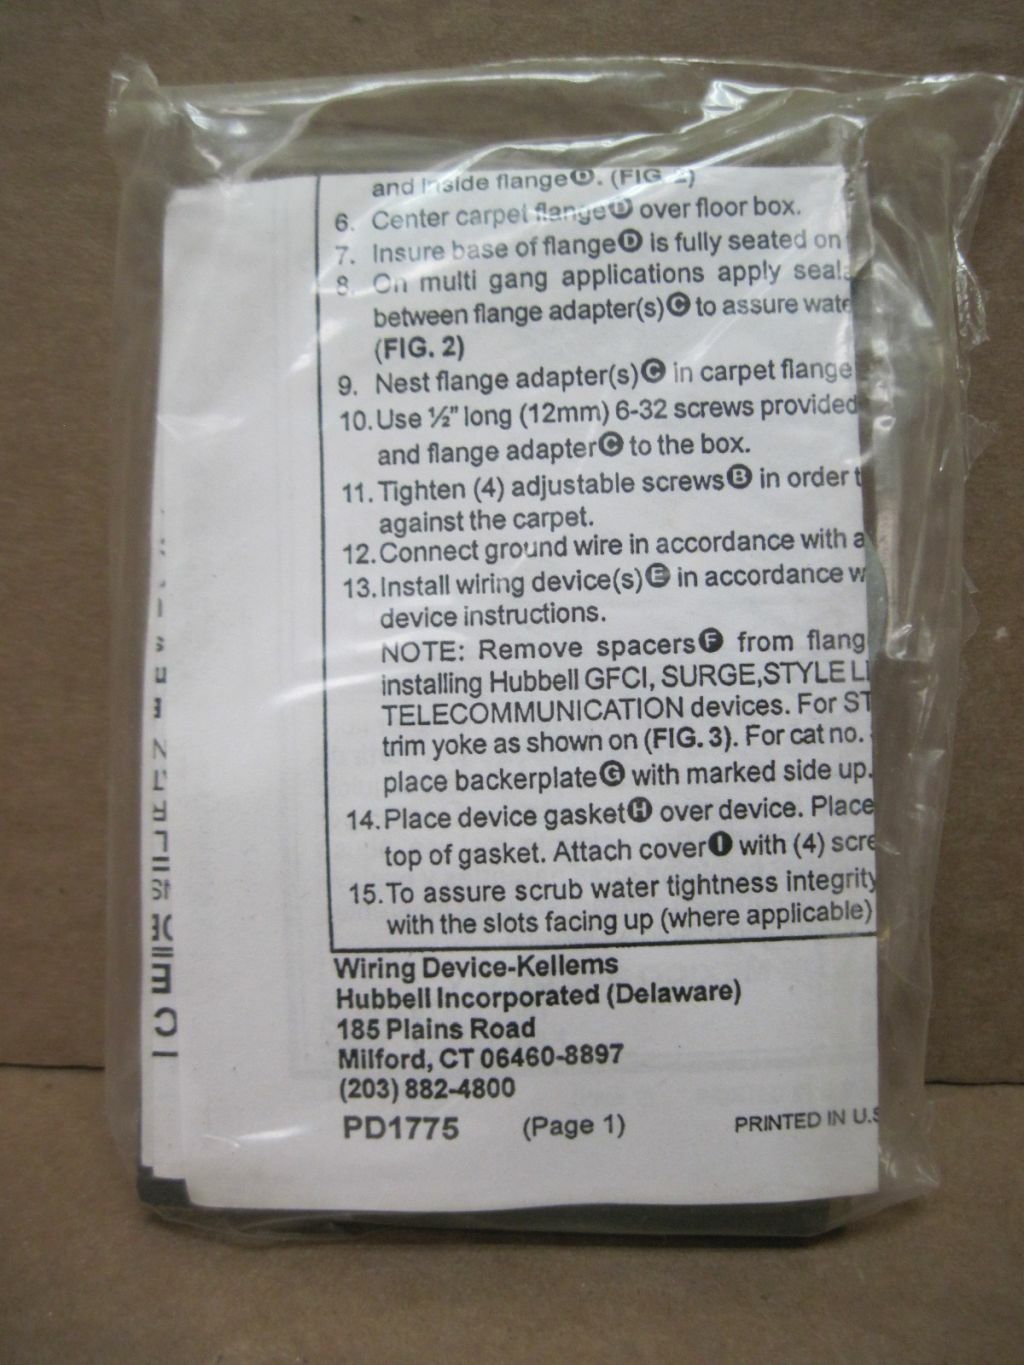 and inside flange D. (FIG. 2)
6. Center carpet flange D over floor box.
7. Insure base of flange D is fully seated on
8. On multi gang applications apply seala
between flange adapter(s) C to assure wate
(FIG. 2)
9. Nest flange adapter(s) C in carpet flange
10. Use ½" long (12mm) 6-32 screws provided
and flange adapter C to the box.
11. Tighten (4) adjustable screws B in order t
against the carpet.
12. Connect ground wire in accordance with a
13. Install wiring device(s) E in accordance w
device instructions.
NOTE: Remove spacers F from flang
installing Hubbell GFCI, SURGE,STYLE LI
TELECOMMUNICATION devices. For ST
trim yoke as shown on (FIG. 3). For cat no.
place backerplate G with marked side up.
14. Place device gasket H over device. Place
top of gasket. Attach cover I with (4) scre
15. To assure scrub water tightness integrity
with the slots facing up (where applicable)
Wiring Device-Kellems
Hubbell Incorporated (Delaware)
185 Plains Road
Milford, CT 06460-8897
(203) 882-4800
PD1775 (Page 1) PRINTED IN U.S